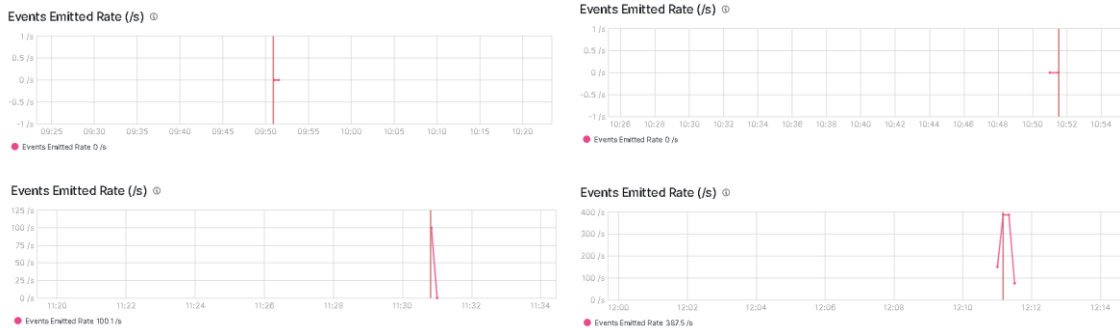 Events Emitted Rate (/s)
1 /s
0.5 /s
0 /s
-0.5 /s
-1 /s
09:25 09:30 09:35 09:40 09:45 09:50 09:55 10:00 10:05 10:10 10:15 10:20
Events Emitted Rate 0 /s
Events Emitted Rate (/s)
1 /s
0.5 /s
0 /s
-0.5 /s
-1 /s
10:26 10:28 10:30 10:32 10:34 10:36 10:38 10:40 10:42 10:44 10:46 10:48 10:50 10:52 10:54
Events Emitted Rate 0 /s
Events Emitted Rate (/s)
125 /s
100 /s
75 /s
50 /s
25 /s
0 /s
11:20 11:22 11:24 11:26 11:28 11:30 11:32 11:34
Events Emitted Rate 100.1 /s
Events Emitted Rate (/s)
400 /s
300 /s
200 /s
100 /s
0 /s
12:00 12:02 12:04 12:06 12:08 12:10 12:12 12:14
Events Emitted Rate 387.5 /s